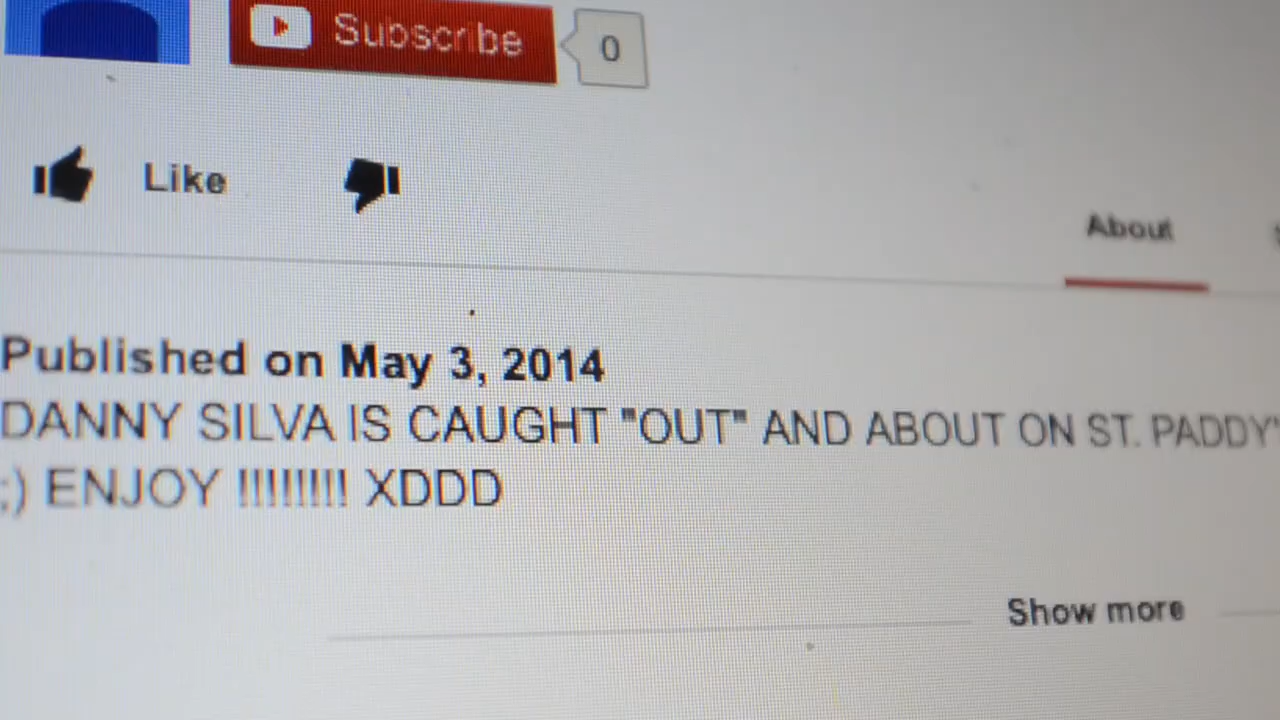 Subscribe 0
Like
About
Published on May 3, 2014
DANNY SILVA IS CAUGHT "OUT" AND ABOUT ON ST. PADDY'
;) ENJOY !!!!!!!! XDDD
Show more